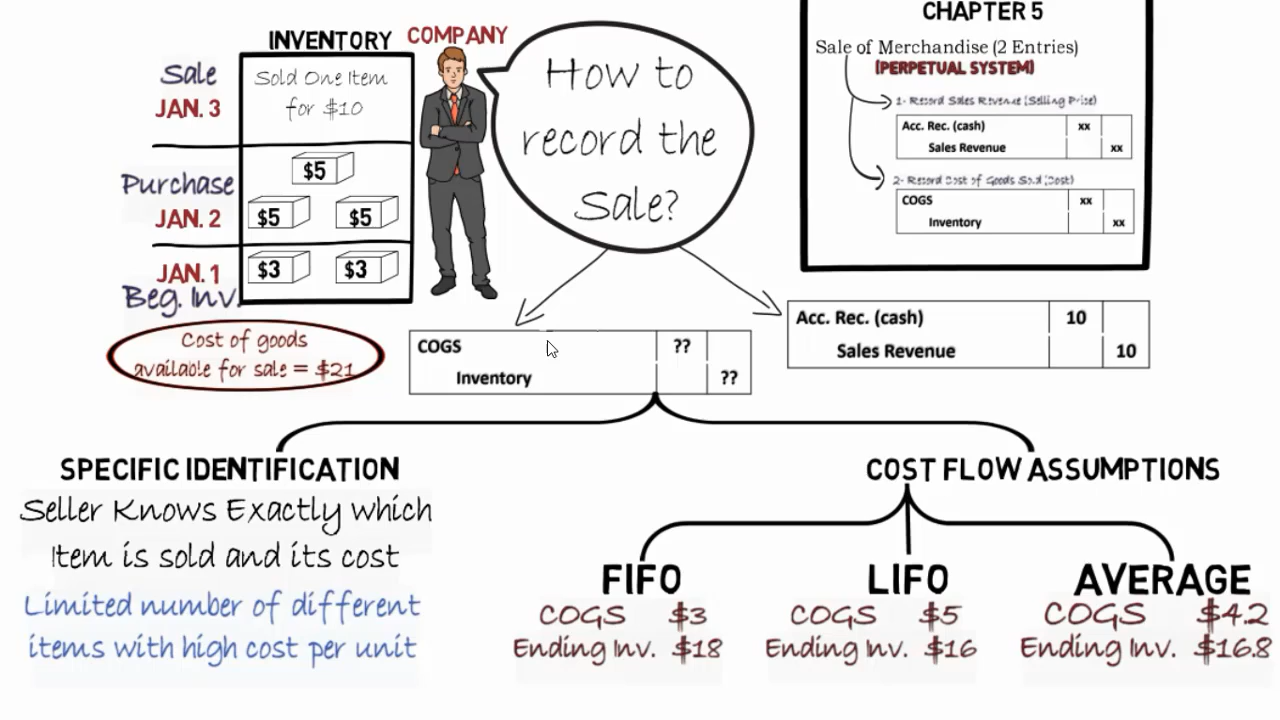 INVENTORY
COMPANY
Sale
JAN. 3
Sold One Item
for $10
Purchase
JAN. 2
$5
$5
$5
JAN. 1
Beg. Inv.
$3
$3
Cost of goods
available for sale = $21
How to
record the
Sale?
CHAPTER 5
Sale of Merchandise (2 Entries)
(PERPETUAL SYSTEM)
1- Record Sales Revenue (Selling Price)
Acc. Rec. (cash) xx
Sales Revenue xx
2- Record Cost of Goods Sold (Cost)
COGS xx
Inventory xx
COGS ??
Inventory ??
Acc. Rec. (cash) 10
Sales Revenue 10
SPECIFIC IDENTIFICATION
Seller Knows Exactly which
Item is sold and its cost
Limited number of different
items with high cost per unit
COST FLOW ASSUMPTIONS
FIFO
COGS $3
Ending Inv. $18
LIFO
COGS $5
Ending Inv. $16
AVERAGE
COGS $4.2
Ending Inv. $16.8